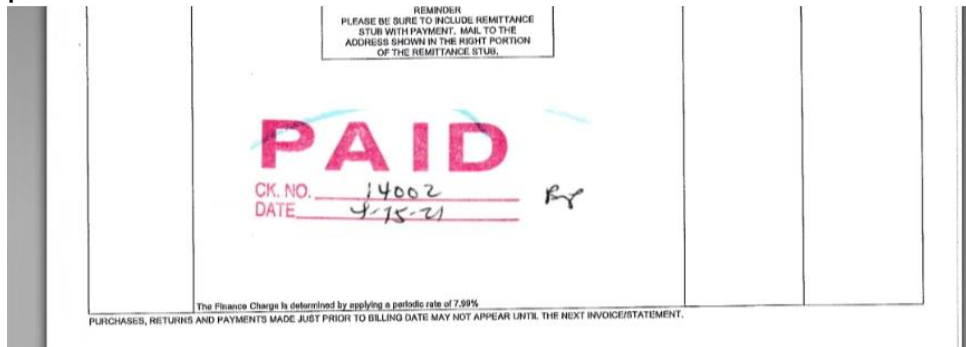 REMINDER
PLEASE BE SURE TO INCLUDE REMITTANCE
STUB WITH PAYMENT. MAIL TO THE
ADDRESS SHOWN IN THE RIGHT PORTION
OF THE REMITTANCE STUB.
PAID
CK. NO. 14002
DATE 4-15-21
The Finance Charge is determined by applying a periodic rate of 7.99%
PURCHASES, RETURNS AND PAYMENTS MADE JUST PRIOR TO BILLING DATE MAY NOT APPEAR UNTIL THE NEXT INVOICE/STATEMENT.